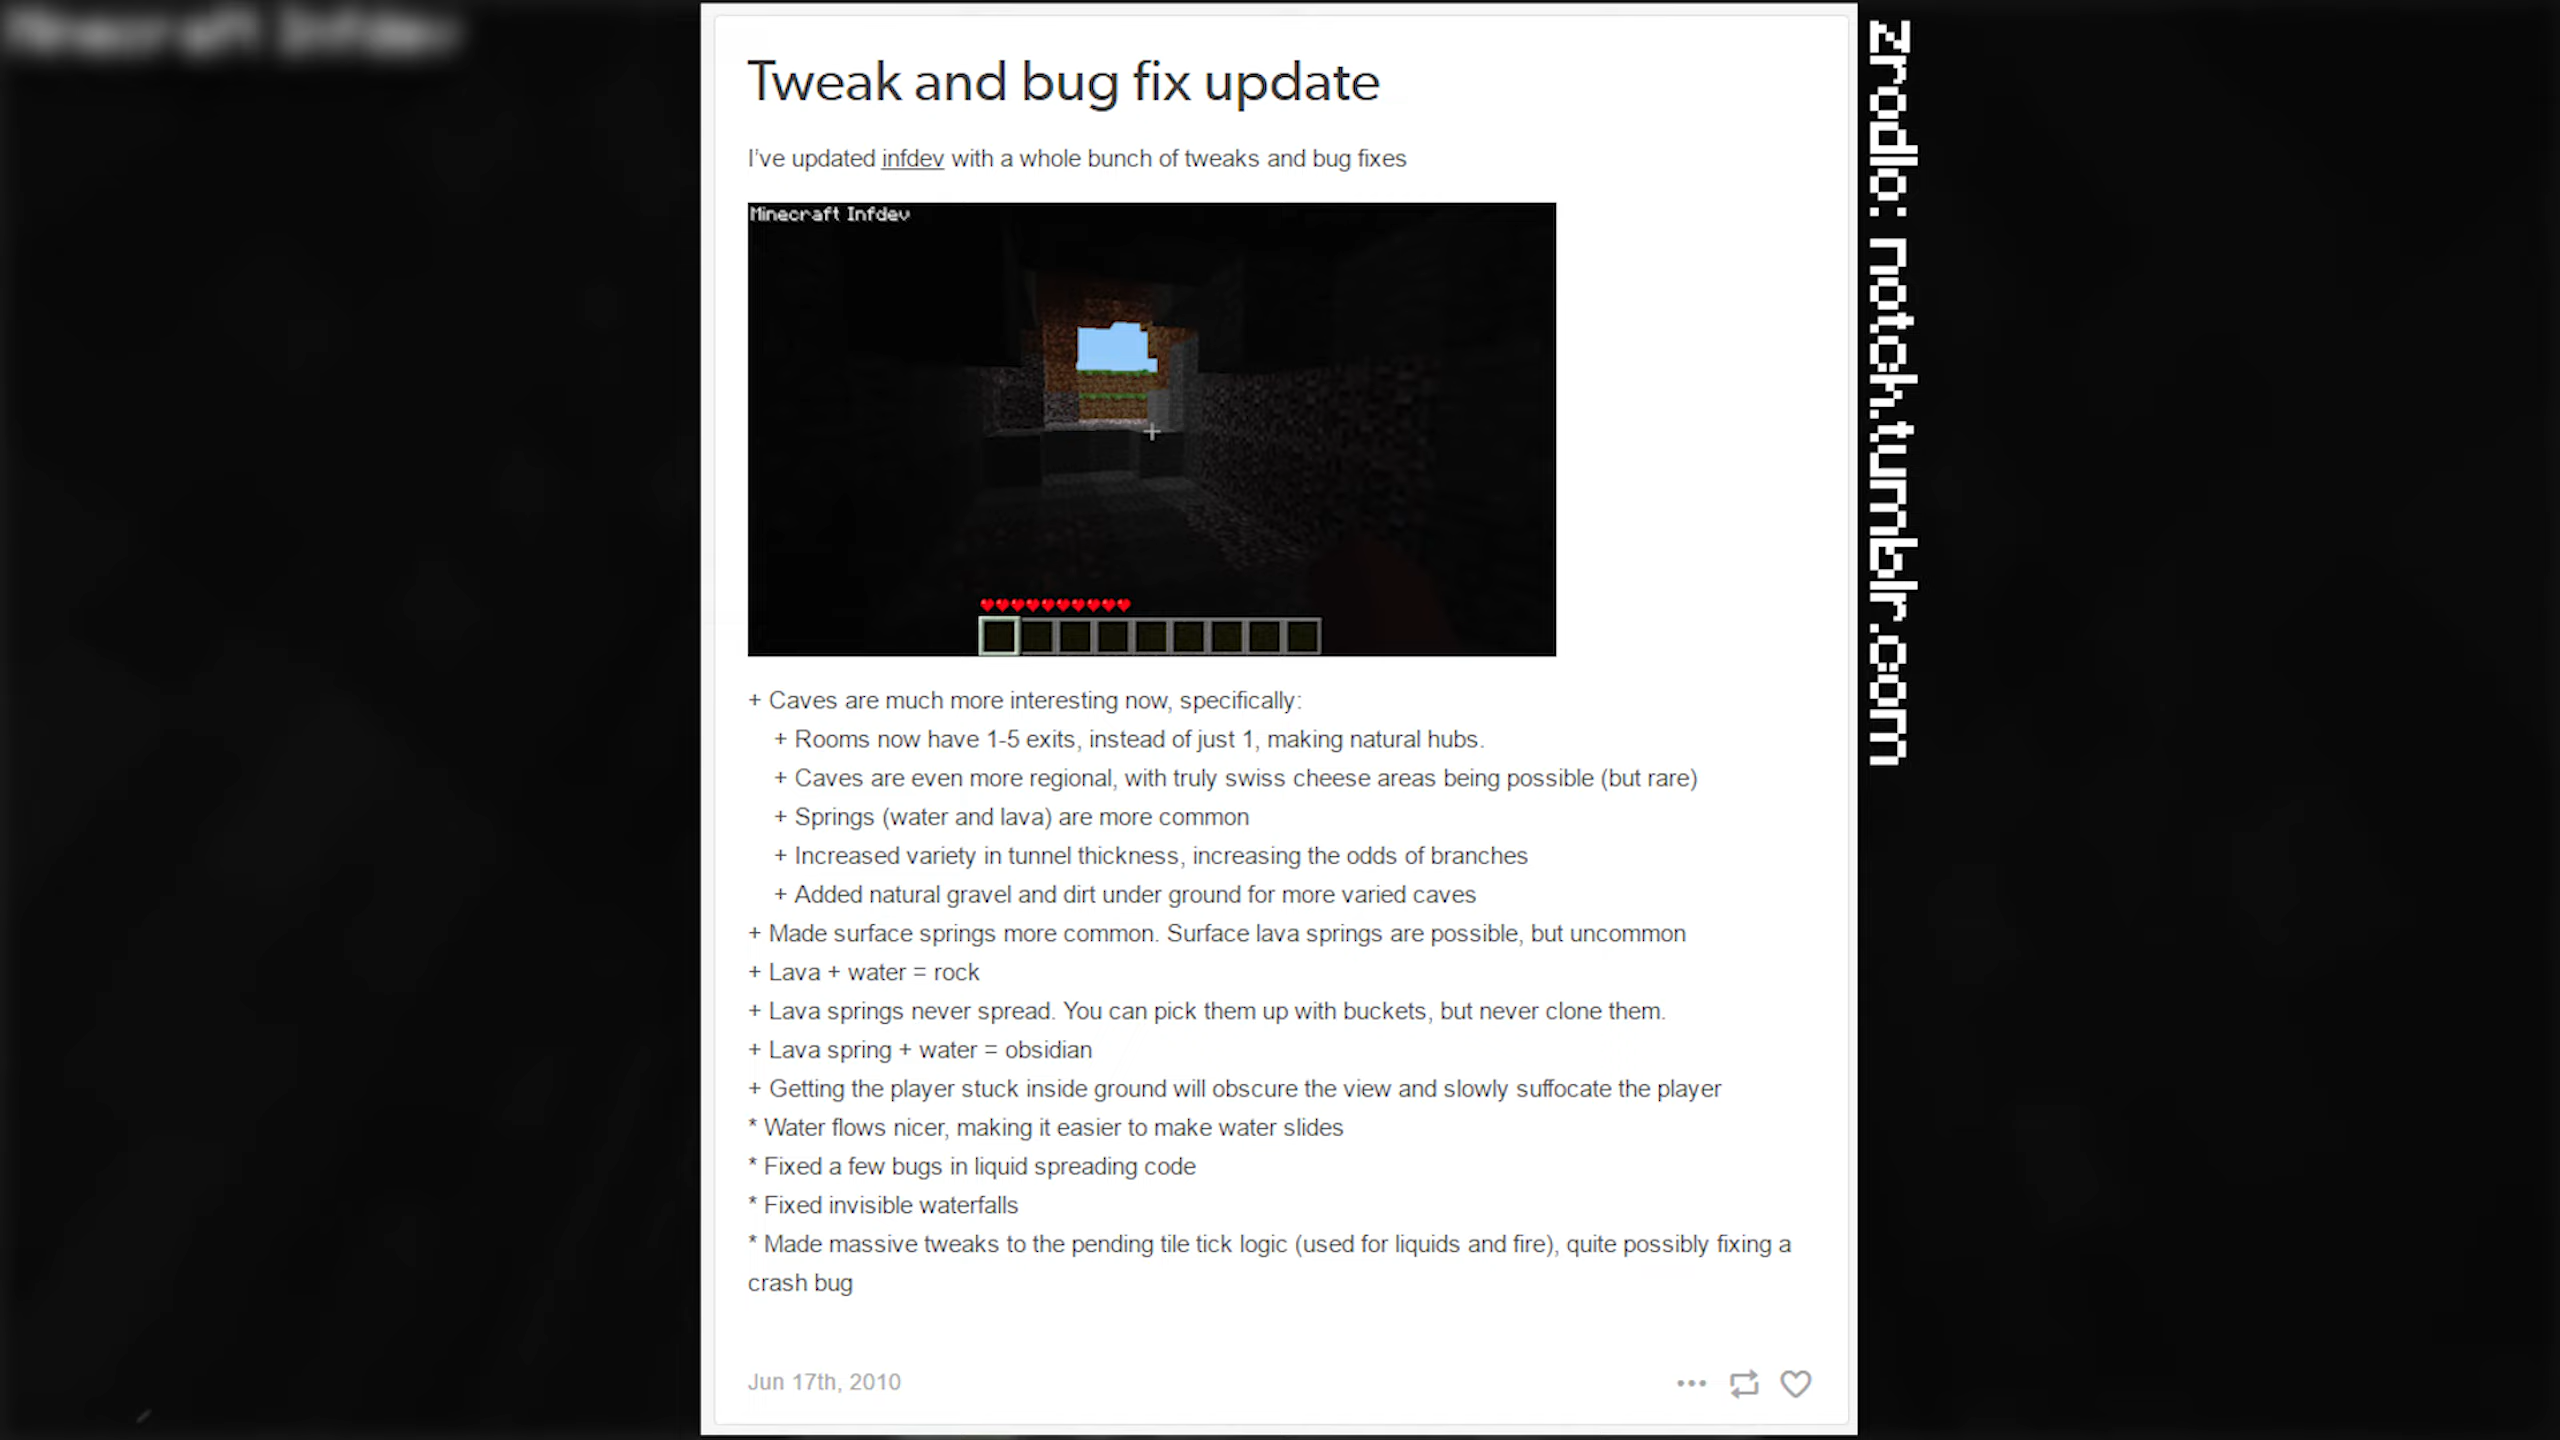 Minecraft Infdev
Tweak and bug fix update
I've updated infdev with a whole bunch of tweaks and bug fixes
Minecraft Infdev
+ Caves are much more interesting now, specifically:
+ Rooms now have 1-5 exits, instead of just 1, making natural hubs.
+ Caves are even more regional, with truly swiss cheese areas being possible (but rare)
+ Springs (water and lava) are more common
+ Increased variety in tunnel thickness, increasing the odds of branches
+ Added natural gravel and dirt under ground for more varied caves
+ Made surface springs more common. Surface lava springs are possible, but uncommon
+ Lava + water = rock
+ Lava springs never spread. You can pick them up with buckets, but never clone them.
+ Lava spring + water = obsidian
+ Getting the player stuck inside ground will obscure the view and slowly suffocate the player
* Water flows nicer, making it easier to make water slides
* Fixed a few bugs in liquid spreading code
* Fixed invisible waterfalls
* Made massive tweaks to the pending tile tick logic (used for liquids and fire), quite possibly fixing a
crash bug
Jun 17th, 2010
Zrodlo: notch.tumblr.com